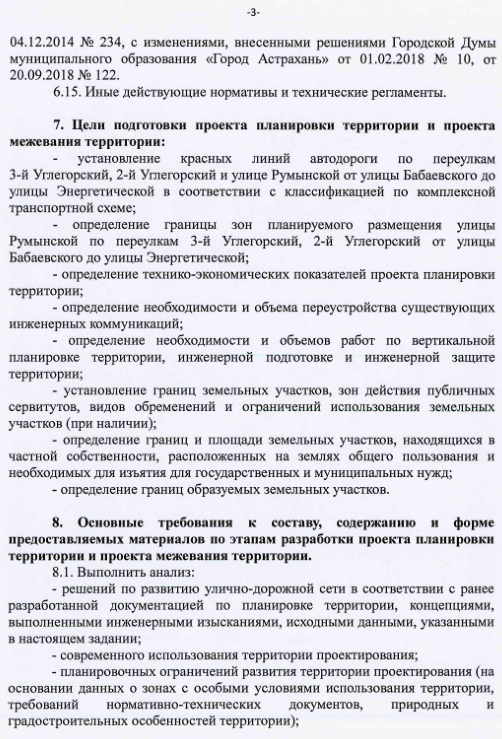 -3-
04.12.2014 № 234, с изменениями, внесенными решениями Городской Думы
муниципального образования «Город Астрахань» от 01.02.2018 № 10, от
20.09.2018 № 122.
6.15. Иные действующие нормативы и технические регламенты.
7. Цели подготовки проекта планировки территории и проекта
межевания территории:
- установление красных линий автодороги по переулкам
3-й Углегорский, 2-й Углегорский и улице Румынской от улицы Бабаевского до
улицы Энергетической в соответствии с классификацией по комплексной
транспортной схеме;
- определение границы зон планируемого размещения улицы
Румынской по переулкам 3-й Углегорский, 2-й Углегорский от улицы
Бабаевского до улицы Энергетической;
- определение технико-экономических показателей проекта планировки
территории;
- определение необходимости и объема переустройства существующих
инженерных коммуникаций;
- определение необходимости и объемов работ по вертикальной
планировке территории, инженерной подготовке и инженерной защите
территории;
- установление границ земельных участков, зон действия публичных
сервитутов, видов обременений и ограничений использования земельных
участков (при наличии);
- определение границ и площади земельных участков, находящихся в
частной собственности, расположенных на землях общего пользования и
необходимых для изъятия для государственных и муниципальных нужд;
- определение границ образуемых земельных участков.
8. Основные требования к составу, содержанию и форме
предоставляемых материалов по этапам разработки проекта планировки
территории и проекта межевания территории.
8.1. Выполнить анализ:
- решений по развитию улично-дорожной сети в соответствии с ранее
разработанной документацией по планировке территории, концепциями,
выполненными инженерными изысканиями, исходными данными, указанными
в настоящем задании;
- современного использования территории проектирования;
- планировочных ограничений развития территории проектирования (на
основании данных о зонах с особыми условиями использования территории,
требований нормативно-технических документов, природных и
градостроительных особенностей территории);